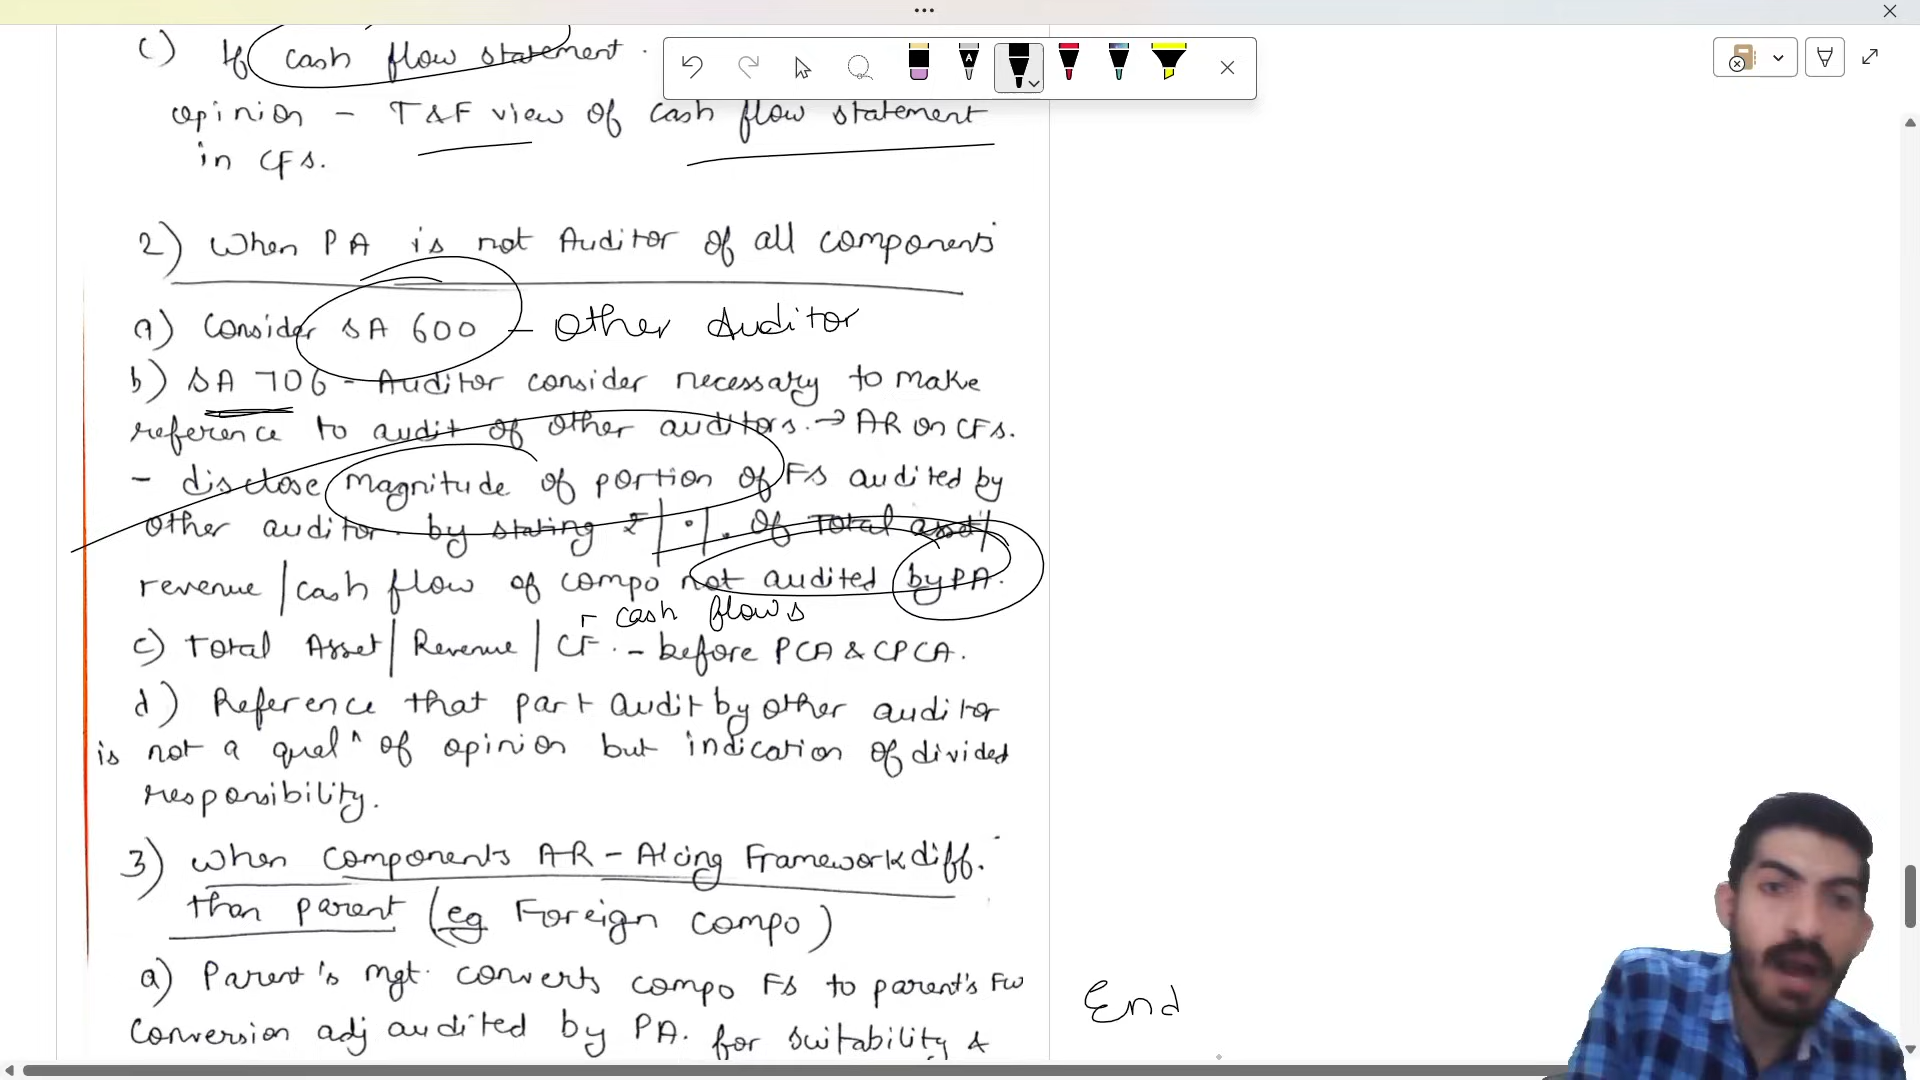 c) If cash flow statement.
opinion - T&F view of cash flow statement
in CFS.
2) When PA is not Auditor of all components
a) Consider SA 600 - Other Auditor
b) SA 706 - Auditor consider necessary to make
reference to audit of other auditors. → AR on CFS.
- disclose magnitude of portion of FS audited by
other auditor by stating ₹ | % of total asset/
revenue | cash flow of compo not audited by PA.
cash flows
c) Total Asset | Revenue | CF. - before PCA & CPCA.
d) Reference that part audit by other auditor
is not a qualⁿ of opinion but indication of divided
responsibility.
3) When components AR - A/cing Framework diff.
than parent (eg Foreign compo)
a) Parent's mgt. converts compo FS to parent's FW
Conversion adj audited by PA. for suitability &
End